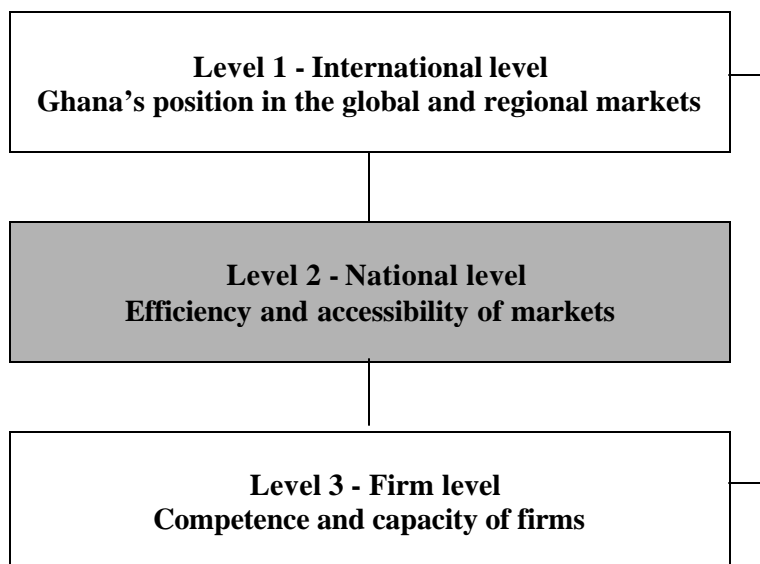 Level 1 - International level
Ghana’s position in the global and regional markets
Level 2 - National level
Efficiency and accessibility of markets
Level 3 - Firm level
Competence and capacity of firms